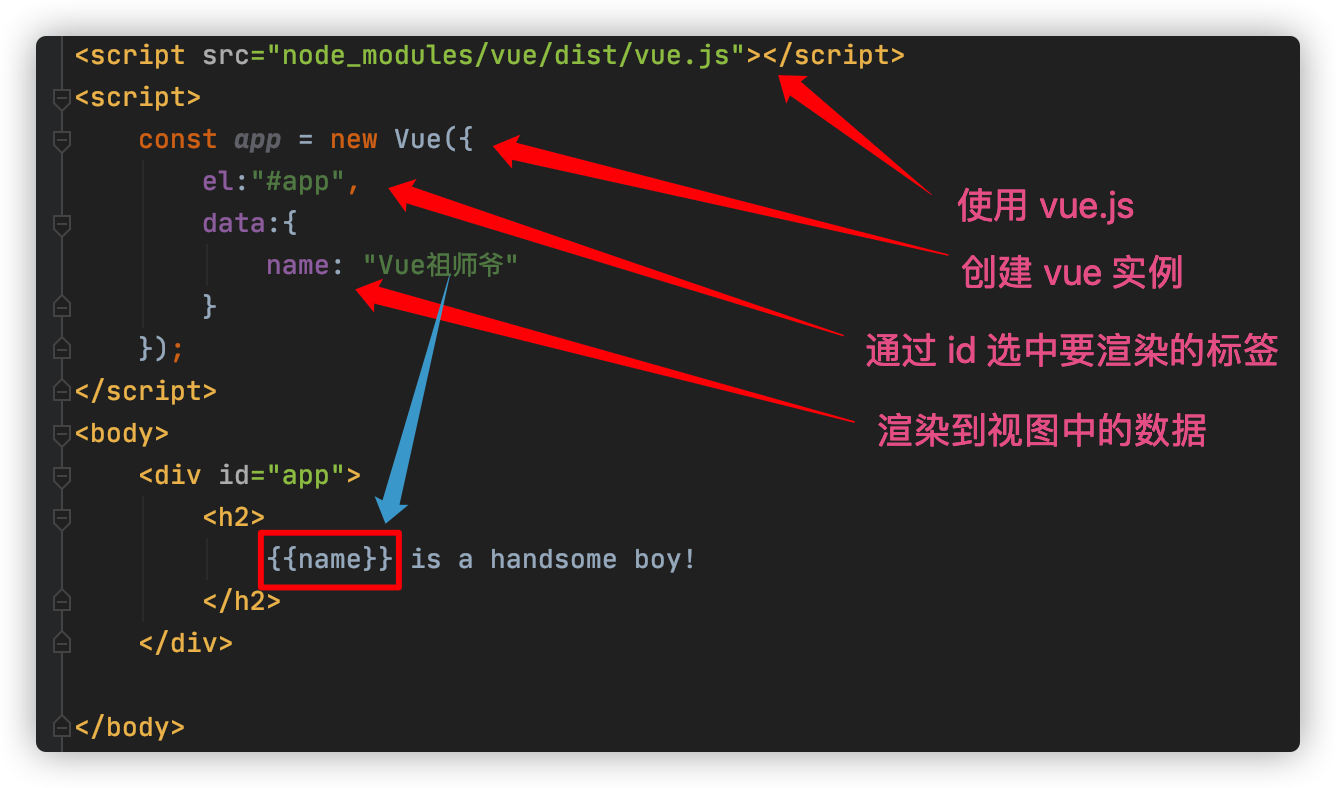 <script src="node_modules/vue/dist/vue.js"></script>
<script>
    const app = new Vue({
        el:"#app",
        data:{
            name: "Vue祖师爷"
        }
    });
</script>
<body>
    <div id="app">
        <h2>
            {{name}} is a handsome boy!
        </h2>
    </div>

</body>
使用 vue.js
创建 vue 实例
通过 id 选中要渲染的标签
渲染到视图中的数据